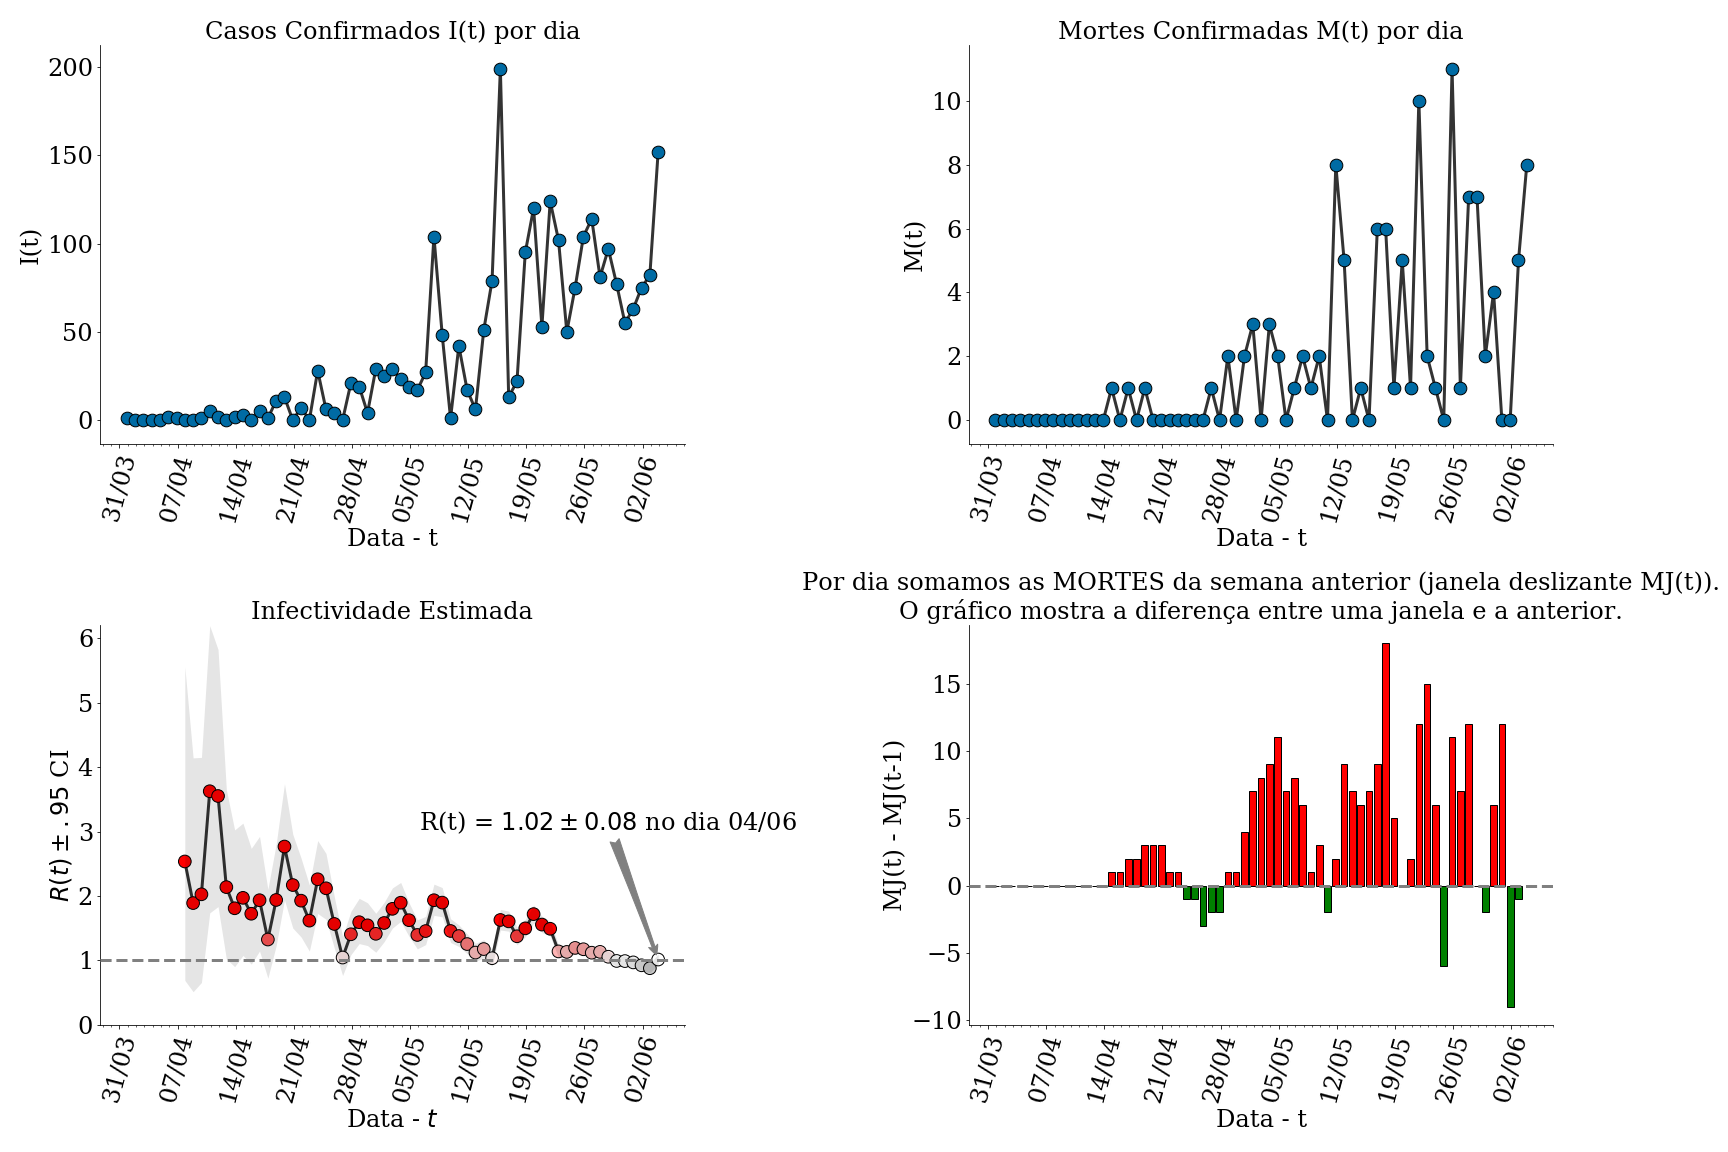 Casos Confirmados I(t) por dia
I(t)
200
150
100
50
0
31/03 07/04 14/04 21/04 28/04 05/05 12/05 19/05 26/05 02/06
Data - t
Mortes Confirmadas M(t) por dia
M(t)
10
8
6
4
2
0
31/03 07/04 14/04 21/04 28/04 05/05 12/05 19/05 26/05 02/06
Data - t
Infectividade Estimada
R(t) ± .95 CI
6
5
4
3
2
1
0
R(t) = 1.02 ± 0.08 no dia 04/06
31/03 07/04 14/04 21/04 28/04 05/05 12/05 19/05 26/05 02/06
Data - t
Por dia somamos as MORTES da semana anterior (janela deslizante MJ(t)).
O gráfico mostra a diferença entre uma janela e a anterior.
MJ(t) - MJ(t-1)
15
10
5
0
−5
−10
31/03 07/04 14/04 21/04 28/04 05/05 12/05 19/05 26/05 02/06
Data - t